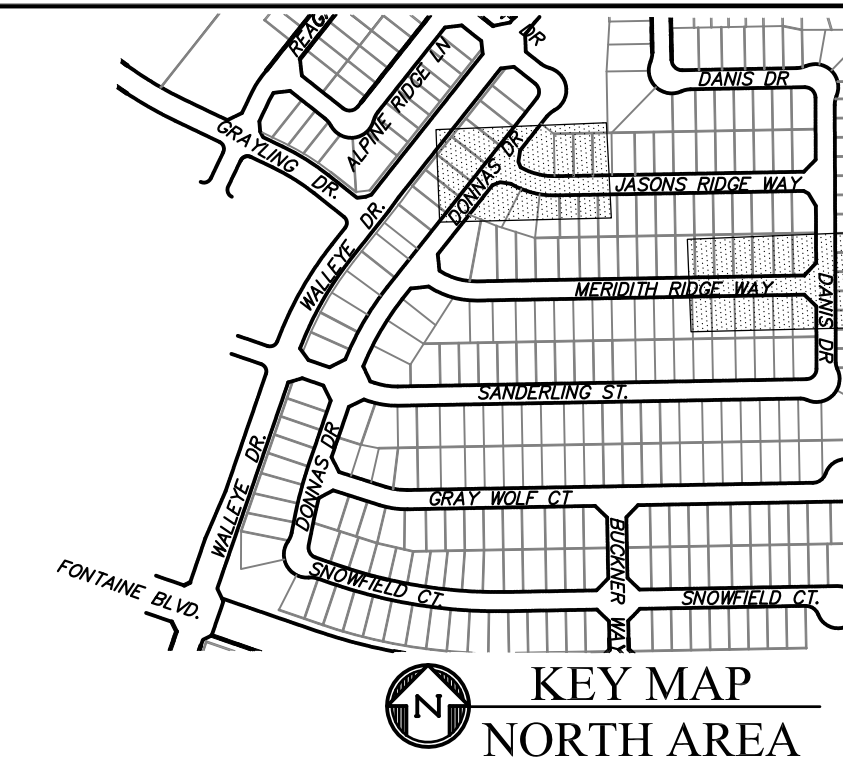 DR
REAG
ALPINE RIDGE LN
DANIS DR
GRAYLING DR.
DONNAS DR
JASONS RIDGE WAY
WALLEYE DR.
MERIDITH RIDGE WAY
DANIS DR
SANDERLING ST.
WALLEYE DR.
DONNAS DR
GRAY WOLF CT
BUCKNER WAY
FONTAINE BLVD.
SNOWFIELD CT.
SNOWFIELD CT.
N
KEY MAP
NORTH AREA